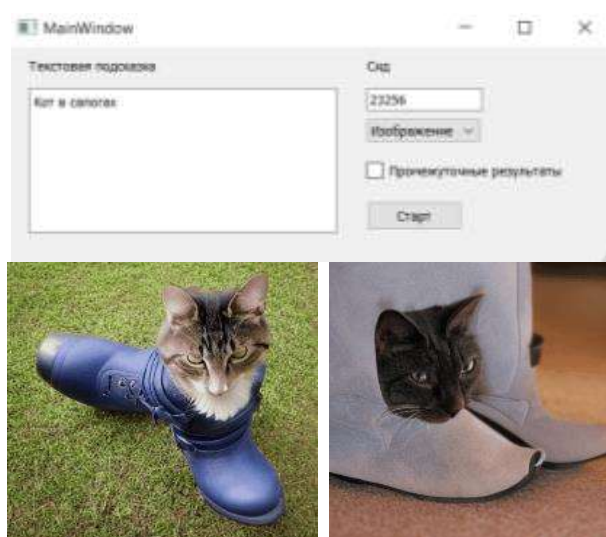 MainWindow
Текстовая подсказка
Сид
Кот в сапогах
23256
Изображение
Промежуточные результаты
Старт